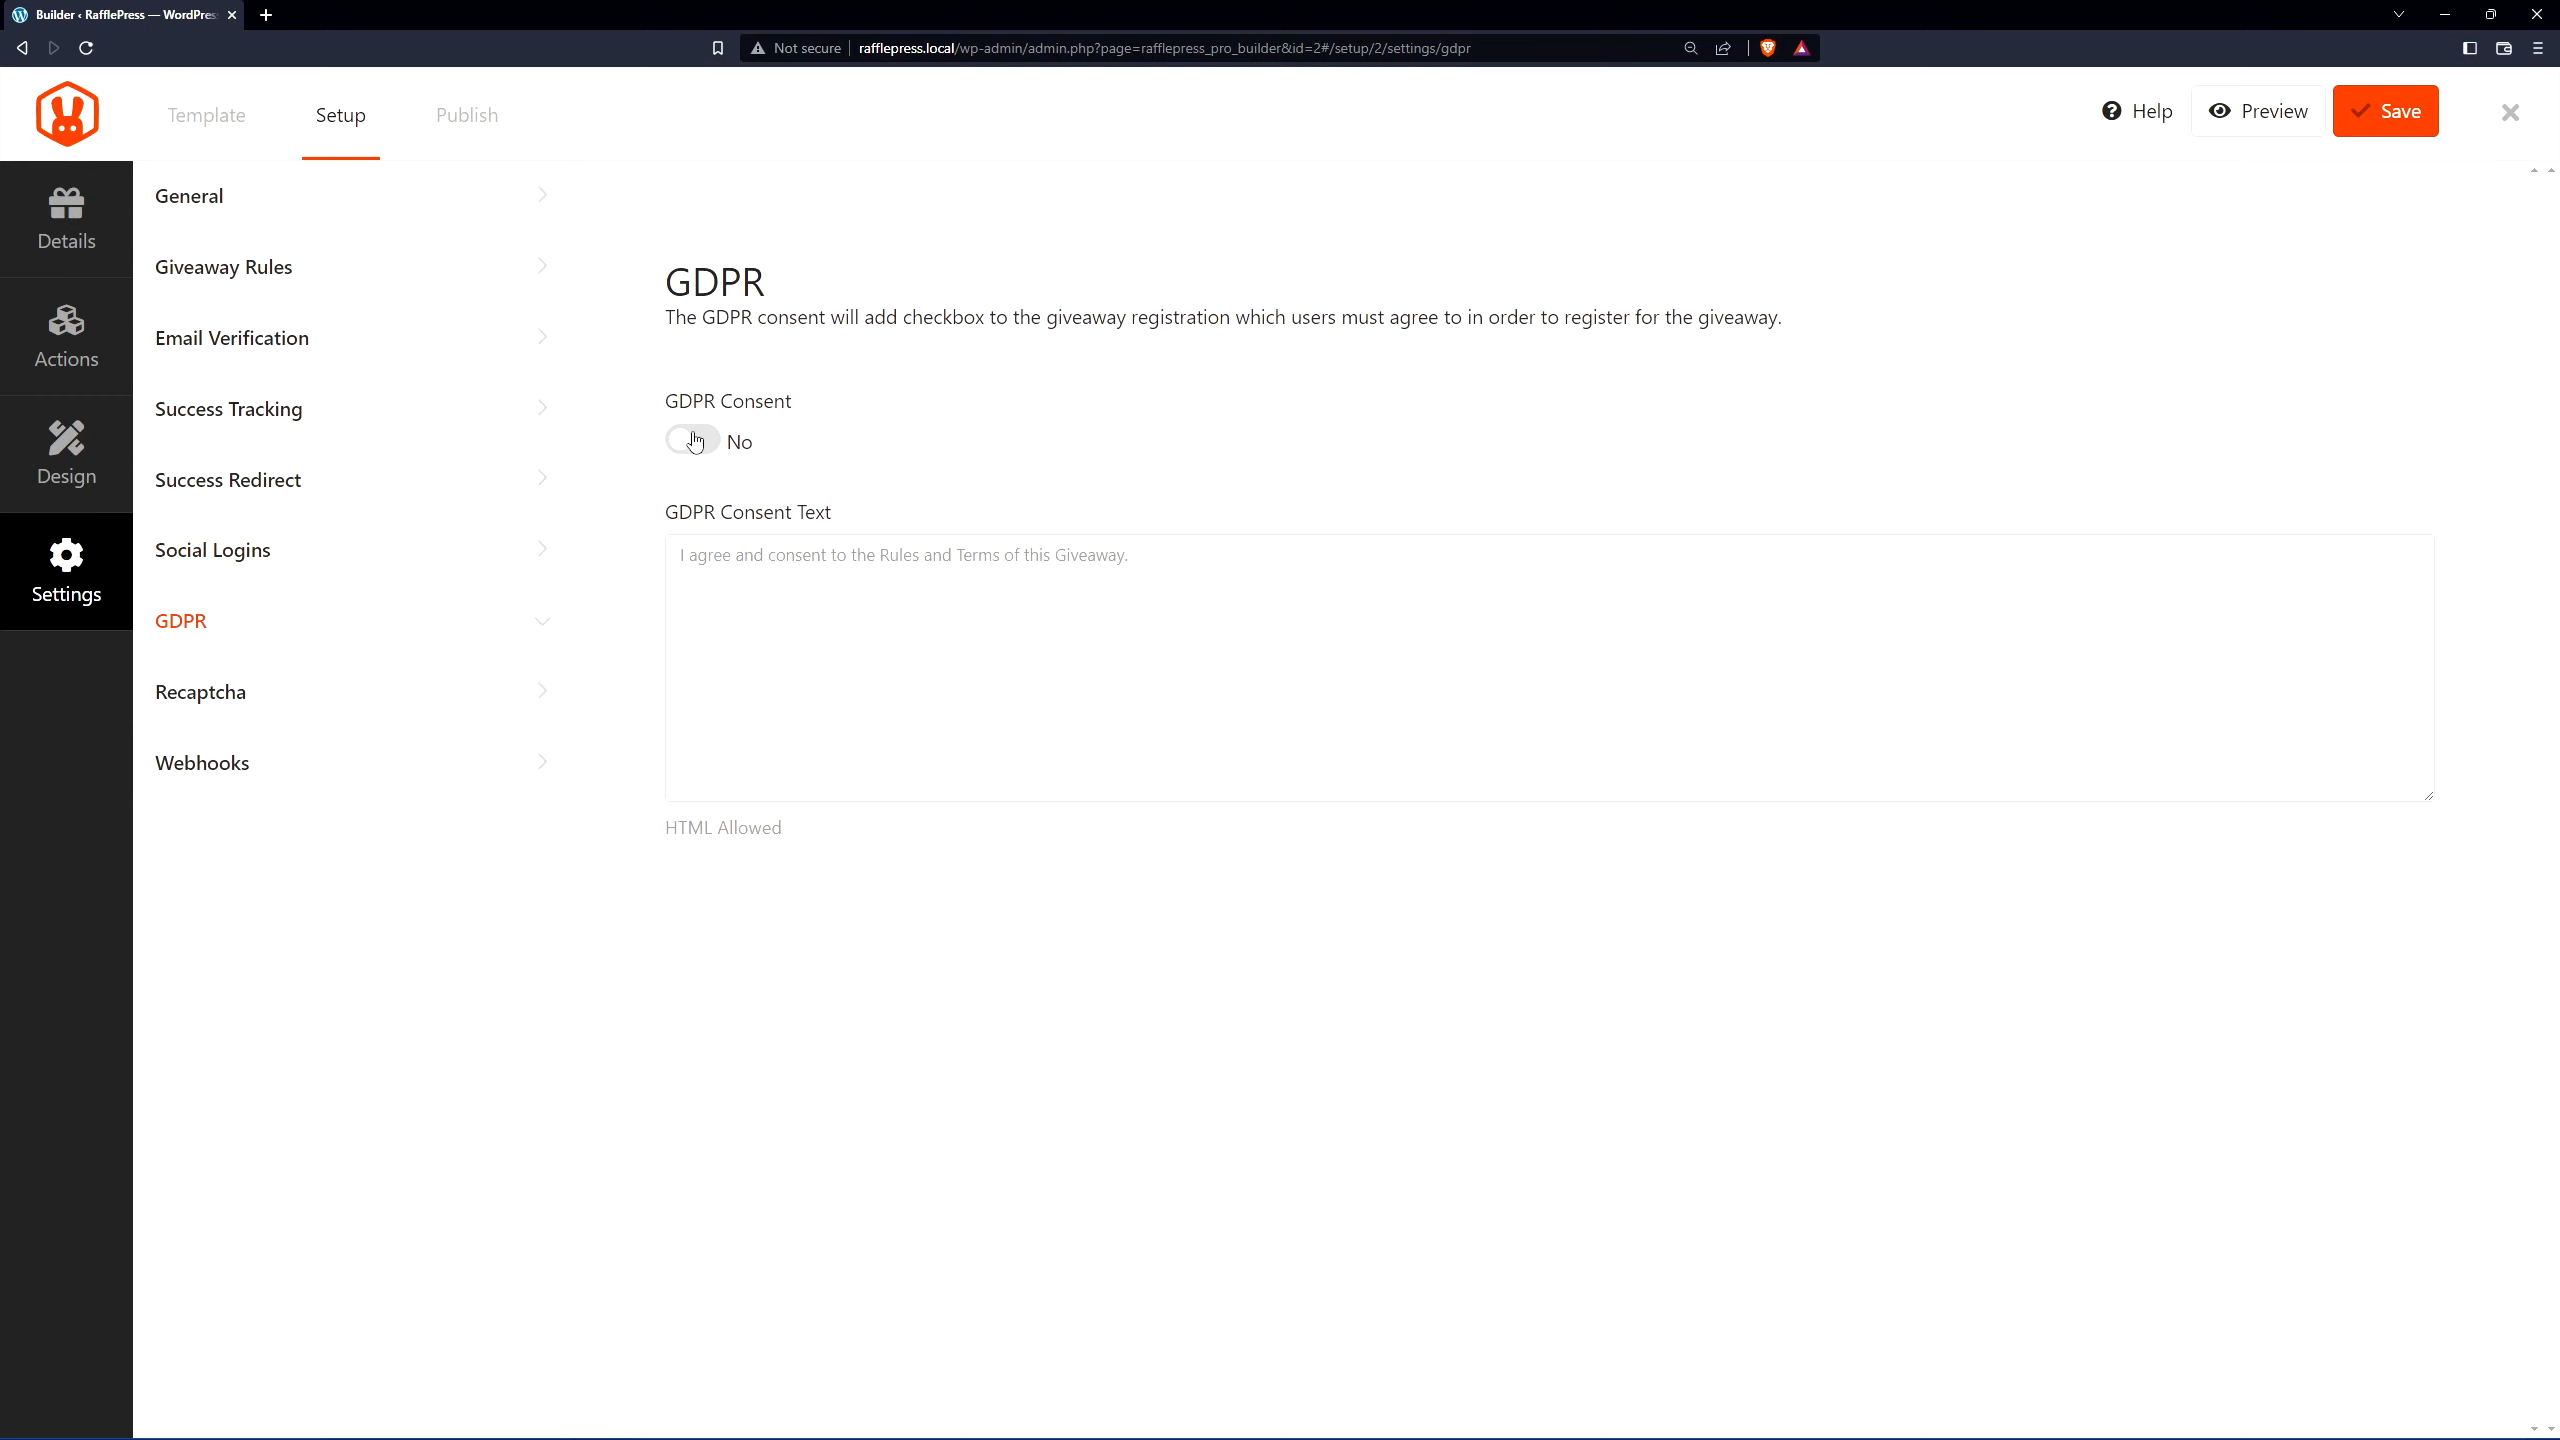 Builder ‹ RafflePress — WordPres
Not secure
rafflepress.local/wp-admin/admin.php?page=rafflepress_pro_builder&id=2#/setup/2/settings/gdpr
Template
Setup
Publish
Help
Preview
Save
Details
Actions
Design
Settings
General
Giveaway Rules
Email Verification
Success Tracking
Success Redirect
Social Logins
GDPR
Recaptcha
Webhooks
GDPR
The GDPR consent will add checkbox to the giveaway registration which users must agree to in order to register for the giveaway.
GDPR Consent
No
GDPR Consent Text
I agree and consent to the Rules and Terms of this Giveaway.
HTML Allowed